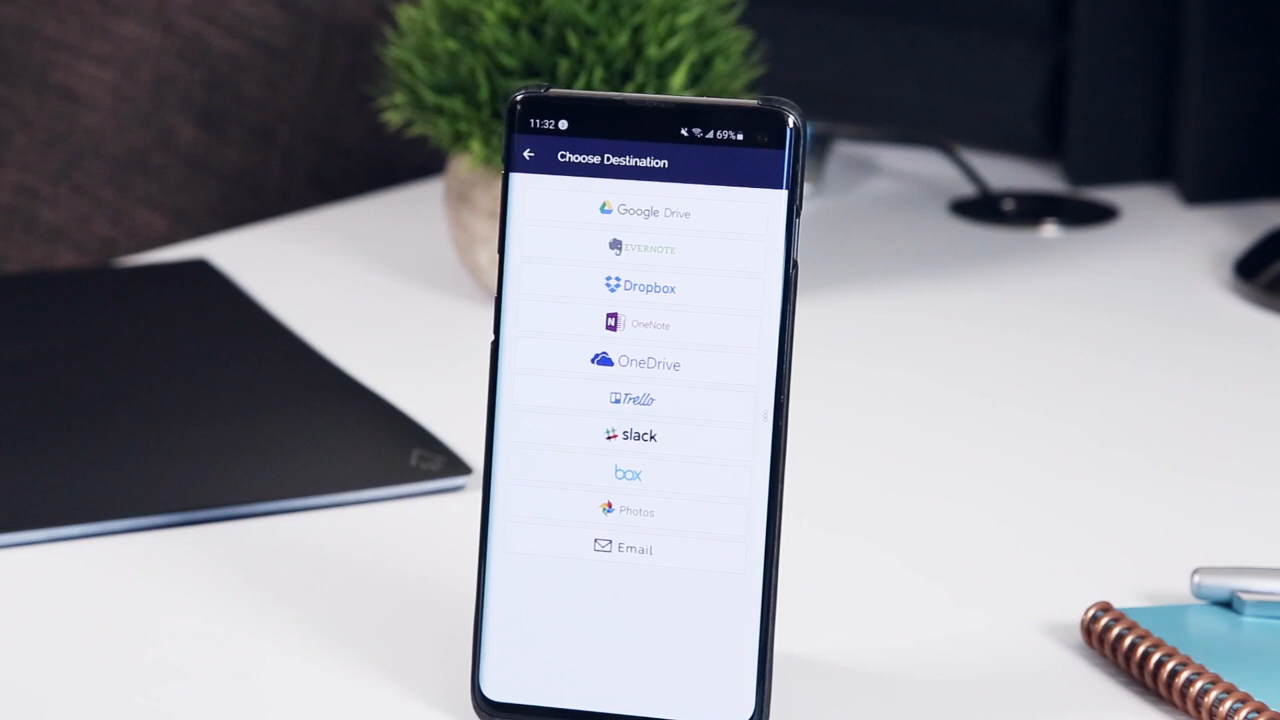 11:32
69%
Choose Destination
Google Drive
EVERNOTE
Dropbox
N OneNote
OneDrive
Trello
slack
box
Photos
Email